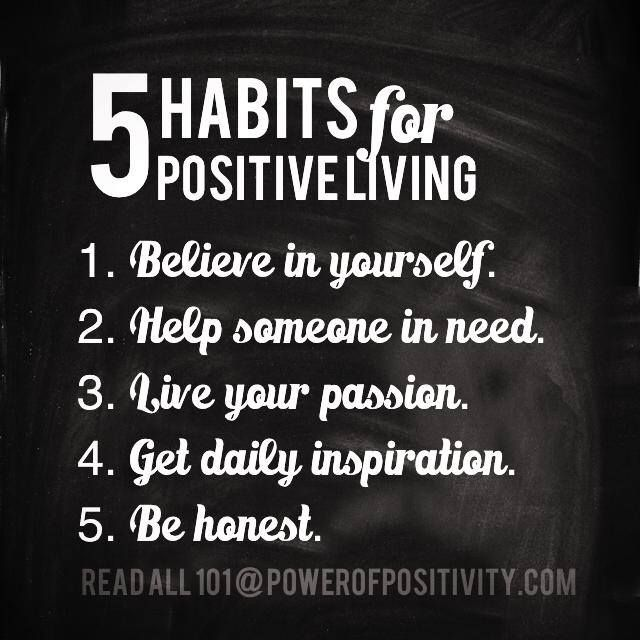 5 HABITS for
POSITIVE LIVING
1. Believe in yourself.
2. Help someone in need.
3. Live your passion.
4. Get daily inspiration.
5. Be honest.
READ ALL 101@POWEROFPOSITIVITY.COM